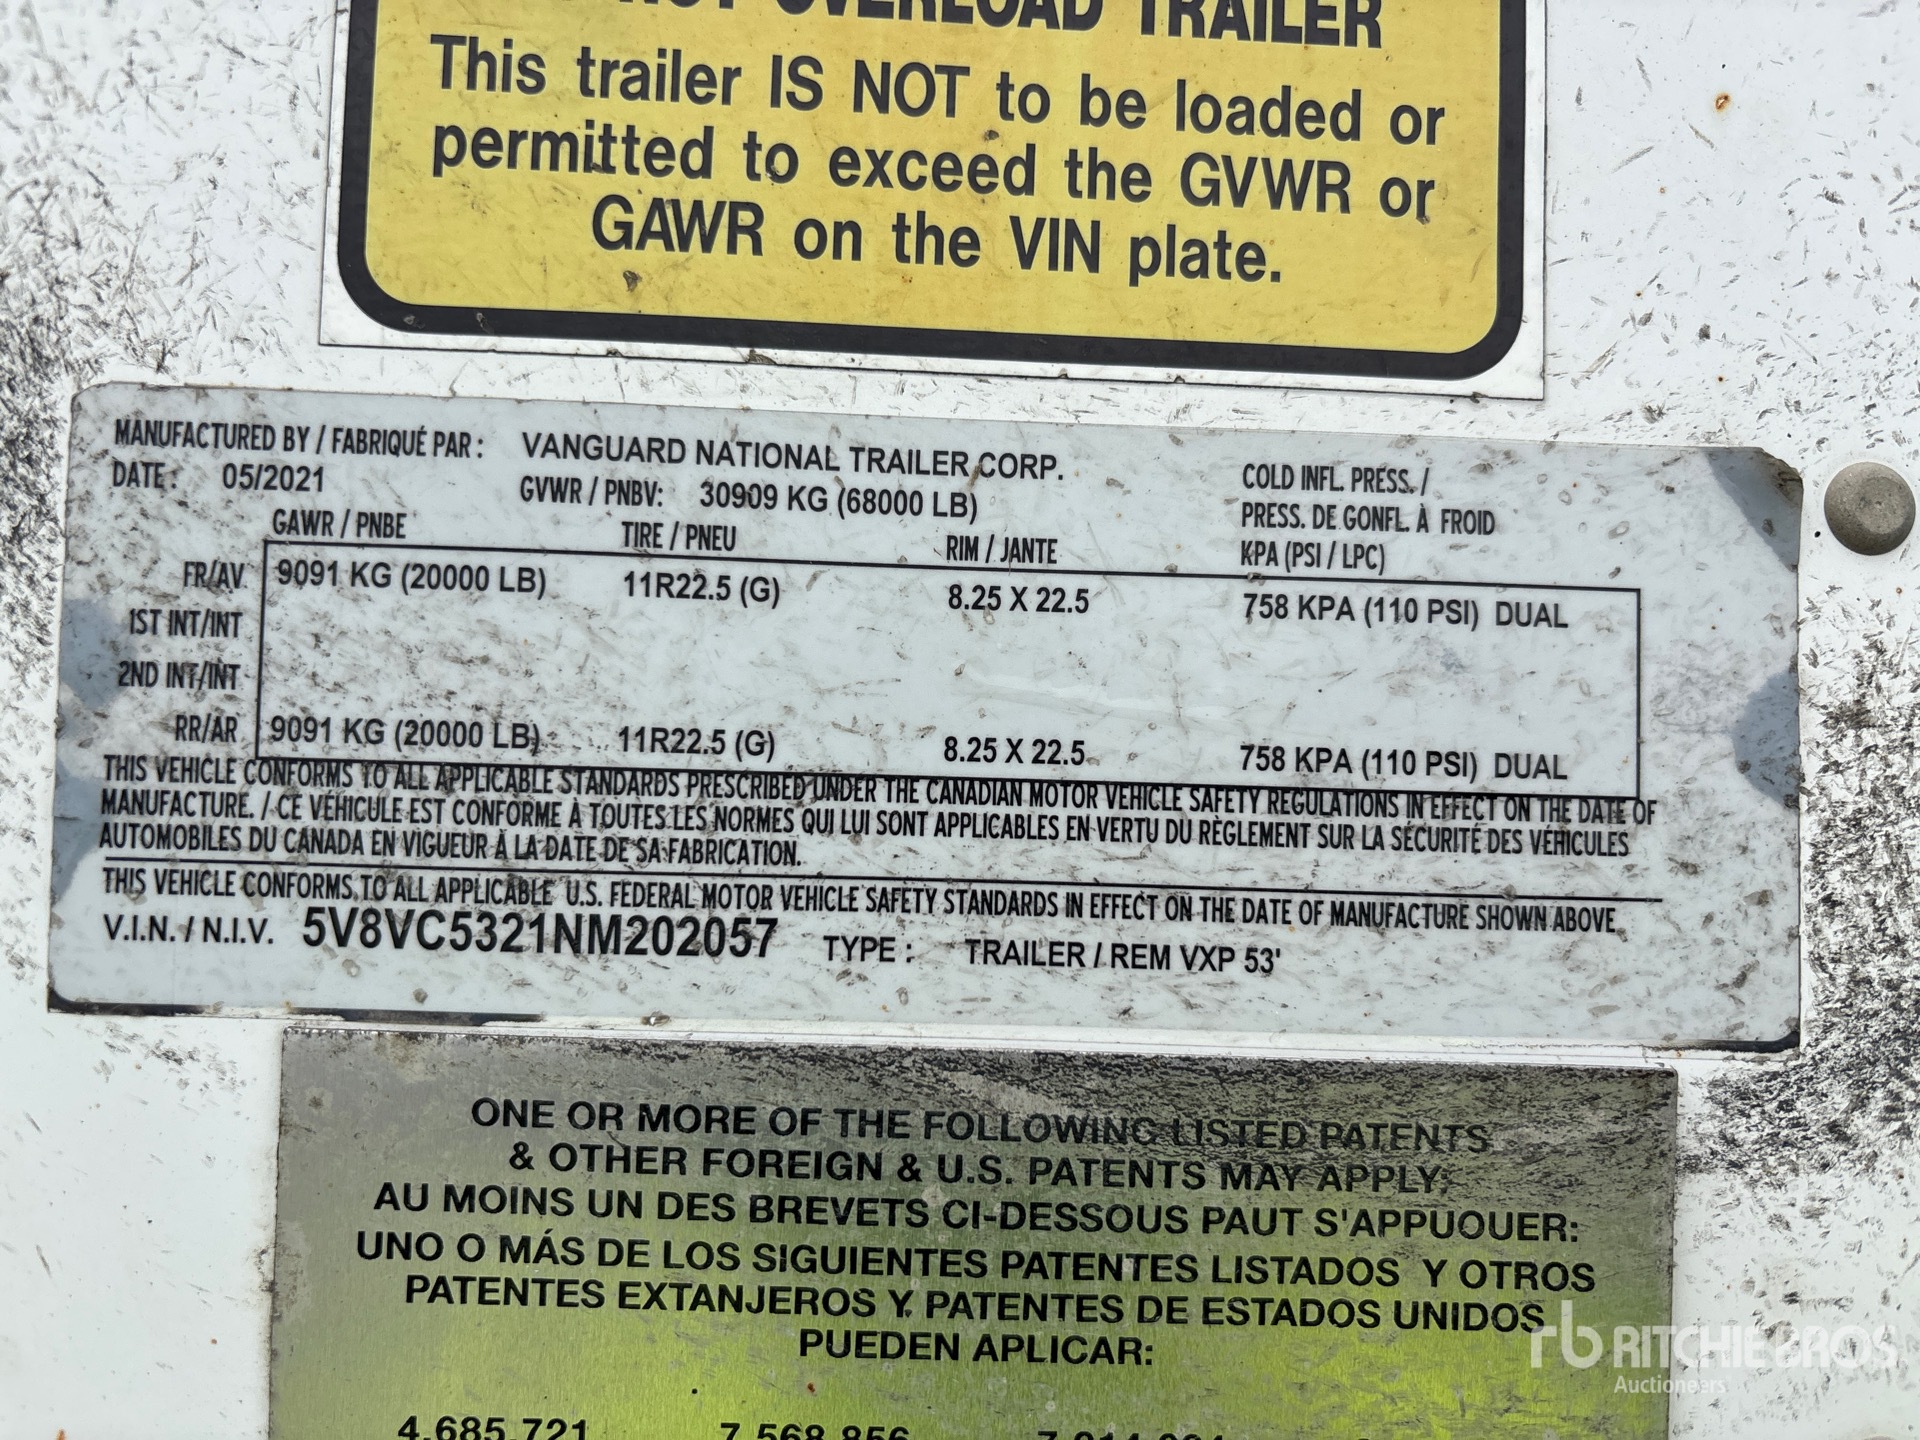 NOT OVERLOAD TRAILER
This trailer IS NOT to be loaded or
permitted to exceed the GVWR or
GAWR on the VIN plate.
MANUFACTURED BY / FABRIQUÉ PAR : VANGUARD NATIONAL TRAILER CORP.
DATE : 05/2021 GVWR / PNBV: 30909 KG (68000 LB)
COLD INFL. PRESS. /
PRESS. DE GONFL. À FROID
KPA (PSI / LPC)
GAWR / PNBE TIRE / PNEU RIM / JANTE
FR/AV 9091 KG (20000 LB) 11R22.5 (G) 8.25 X 22.5 758 KPA (110 PSI) DUAL
1ST INT/INT
2ND INT/INT
RR/AR 9091 KG (20000 LB) 11R22.5 (G) 8.25 X 22.5 758 KPA (110 PSI) DUAL
THIS VEHICLE CONFORMS TO ALL APPLICABLE STANDARDS PRESCRIBED UNDER THE CANADIAN MOTOR VEHICLE SAFETY REGULATIONS IN EFFECT ON THE DATE OF
MANUFACTURE. / CE VÉHICULE EST CONFORME À TOUTES LES NORMES QUI LUI SONT APPLICABLES EN VERTU DU RÈGLEMENT SUR LA SÉCURITÉ DES VÉHICULES
AUTOMOBILES DU CANADA EN VIGUEUR À LA DATE DE SA FABRICATION.
THIS VEHICLE CONFORMS TO ALL APPLICABLE U.S. FEDERAL MOTOR VEHICLE SAFETY STANDARDS IN EFFECT ON THE DATE OF MANUFACTURE SHOWN ABOVE
V.I.N. / N.I.V. 5V8VC5321NM202057 TYPE : TRAILER / REM VXP 53'
ONE OR MORE OF THE FOLLOWING LISTED PATENTS
& OTHER FOREIGN & U.S. PATENTS MAY APPLY:
AU MOINS UN DES BREVETS CI-DESSOUS PAUT S'APPUOUER:
UNO O MÁS DE LOS SIGUIENTES PATENTES LISTADOS Y OTROS
PATENTES EXTANJEROS Y PATENTES DE ESTADOS UNIDOS
PUEDEN APLICAR:
4,685,721 7,568,856
rb RITCHIE BROS
Auctioneers